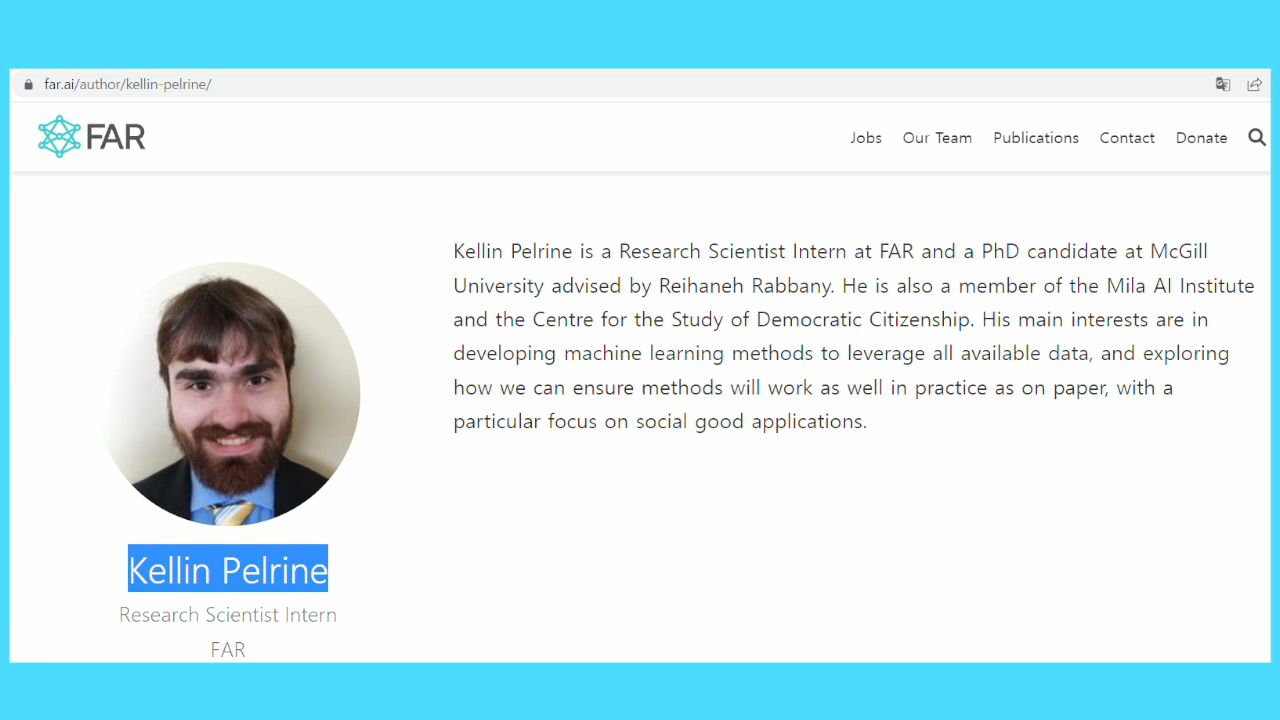 far.ai/author/kellin-pelrine/
FAR
Jobs Our Team Publications Contact Donate
Kellin Pelrine is a Research Scientist Intern at FAR and a PhD candidate at McGill
University advised by Reihaneh Rabbany. He is also a member of the Mila AI Institute
and the Centre for the Study of Democratic Citizenship. His main interests are in
developing machine learning methods to leverage all available data, and exploring
how we can ensure methods will work as well in practice as on paper, with a
particular focus on social good applications.
Kellin Pelrine
Research Scientist Intern
FAR